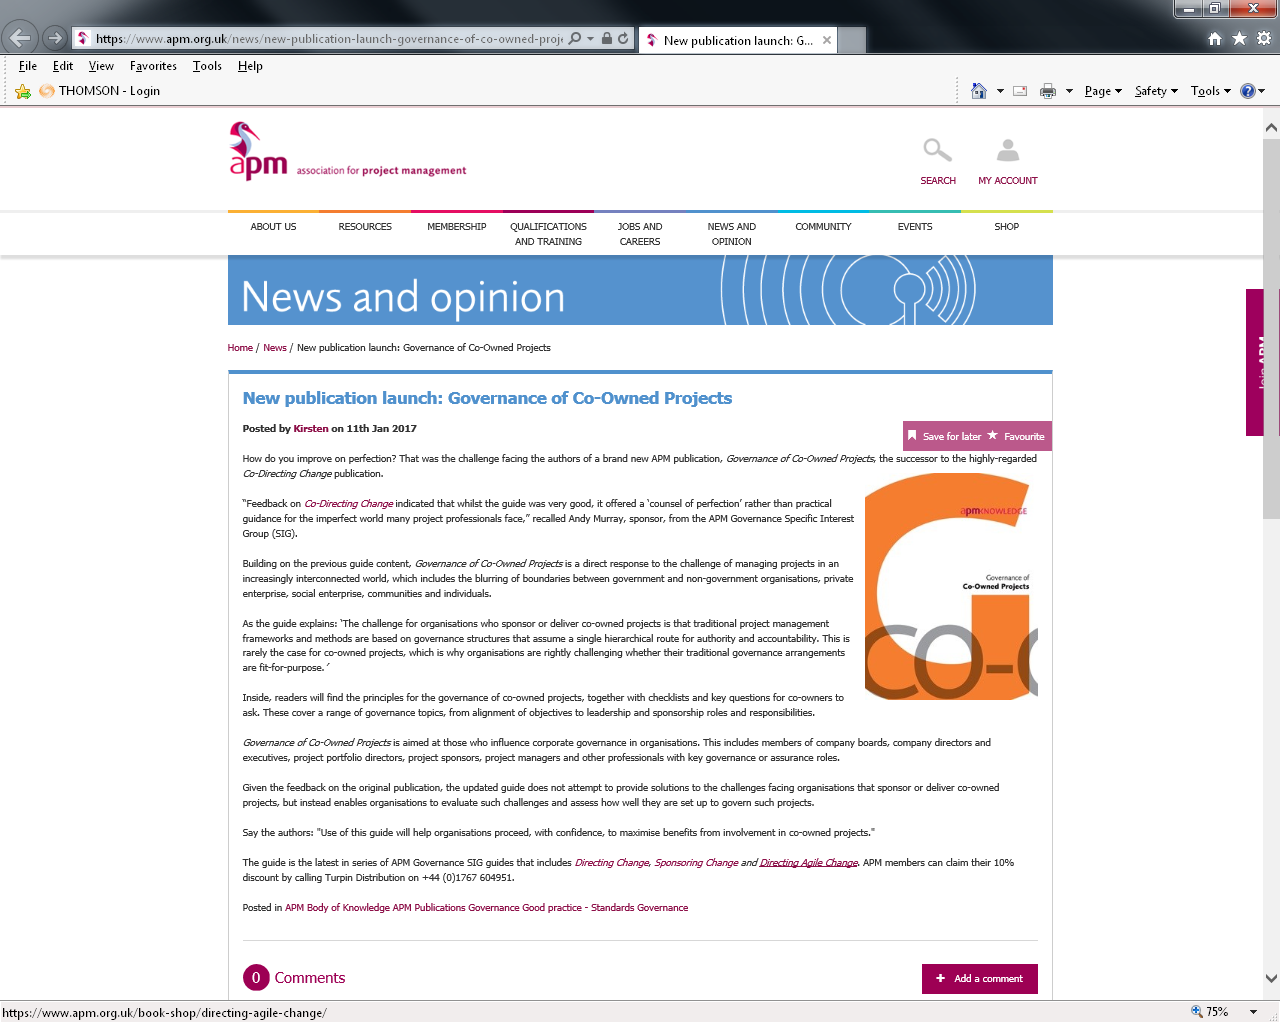 https://www.apm.org.uk/news/new-publication-launch-governance-of-co-owned-proje
New publication launch: G...
File Edit View Favorites Tools Help
THOMSON - Login
Page Safety Tools
apm association for project management
SEARCH MY ACCOUNT
ABOUT US RESOURCES MEMBERSHIP QUALIFICATIONS AND TRAINING JOBS AND CAREERS NEWS AND OPINION COMMUNITY EVENTS SHOP
News and opinion
Join APM
Home / News / New publication launch: Governance of Co-Owned Projects
New publication launch: Governance of Co-Owned Projects
Posted by Kirsten on 11th Jan 2017
Save for later Favourite
How do you improve on perfection? That was the challenge facing the authors of a brand new APM publication, Governance of Co-Owned Projects, the successor to the highly-regarded
Co-Directing Change publication.
“Feedback on Co-Directing Change indicated that whilst the guide was very good, it offered a ‘counsel of perfection’ rather than practical
guidance for the imperfect world many project professionals face,” recalled Andy Murray, sponsor, from the APM Governance Specific Interest
Group (SIG).
apmKNOWLEDGE
Governance of
Co-Owned Projects
CO-
Building on the previous guide content, Governance of Co-Owned Projects is a direct response to the challenge of managing projects in an
increasingly interconnected world, which includes the blurring of boundaries between government and non-government organisations, private
enterprise, social enterprise, communities and individuals.
As the guide explains: ‘The challenge for organisations who sponsor or deliver co-owned projects is that traditional project management
frameworks and methods are based on governance structures that assume a single hierarchical route for authority and accountability. This is
rarely the case for co-owned projects, which is why organisations are rightly challenging whether their traditional governance arrangements
are fit-for-purpose.’
Inside, readers will find the principles for the governance of co-owned projects, together with checklists and key questions for co-owners to
ask. These cover a range of governance topics, from alignment of objectives to leadership and sponsorship roles and responsibilities.
Governance of Co-Owned Projects is aimed at those who influence corporate governance in organisations. This includes members of company boards, company directors and
executives, project portfolio directors, project sponsors, project managers and other professionals with key governance or assurance roles.
Given the feedback on the original publication, the updated guide does not attempt to provide solutions to the challenges facing organisations that sponsor or deliver co-owned
projects, but instead enables organisations to evaluate such challenges and assess how well they are set up to govern such projects.
Say the authors: "Use of this guide will help organisations proceed, with confidence, to maximise benefits from involvement in co-owned projects."
The guide is the latest in series of APM Governance SIG guides that includes Directing Change, Sponsoring Change and Directing Agile Change. APM members can claim their 10%
discount by calling Turpin Distribution on +44 (0)1767 604951.
Posted in APM Body of Knowledge APM Publications Governance Good practice - Standards Governance
0 Comments
+ Add a comment
https://www.apm.org.uk/book-shop/directing-agile-change/
75%